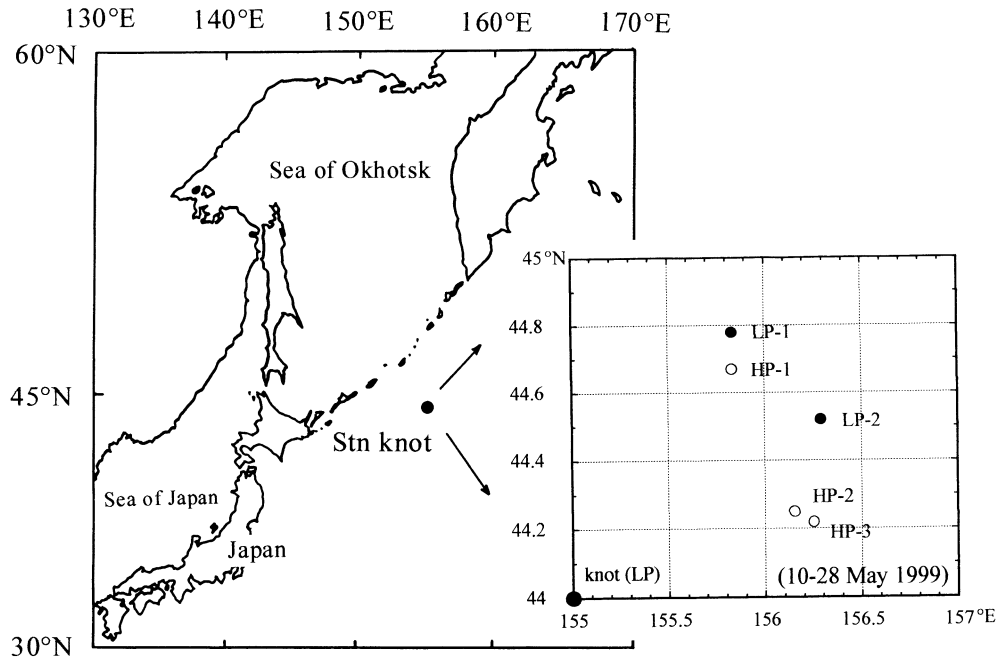 130°E 140°E 150°E 160°E 170°E
60°N
Sea of Okhotsk
45°N
44.8
LP-1
HP-1
44.6
LP-2
45°N
Stn knot
44.4
Sea of Japan
HP-2
44.2
HP-3
Japan
knot (LP)
(10-28 May 1999)
44
155 155.5 156 156.5 157°E
30°N